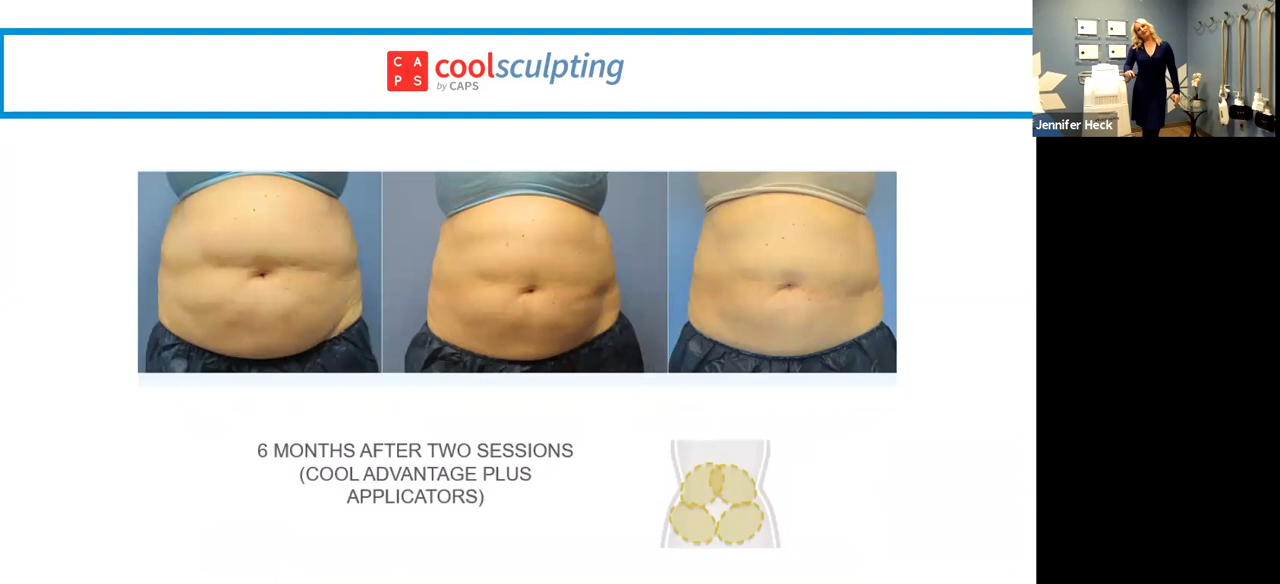 C A
P S
coolsculpting
by CAPS
Jennifer Heck
6 MONTHS AFTER TWO SESSIONS
(COOL ADVANTAGE PLUS
APPLICATORS)